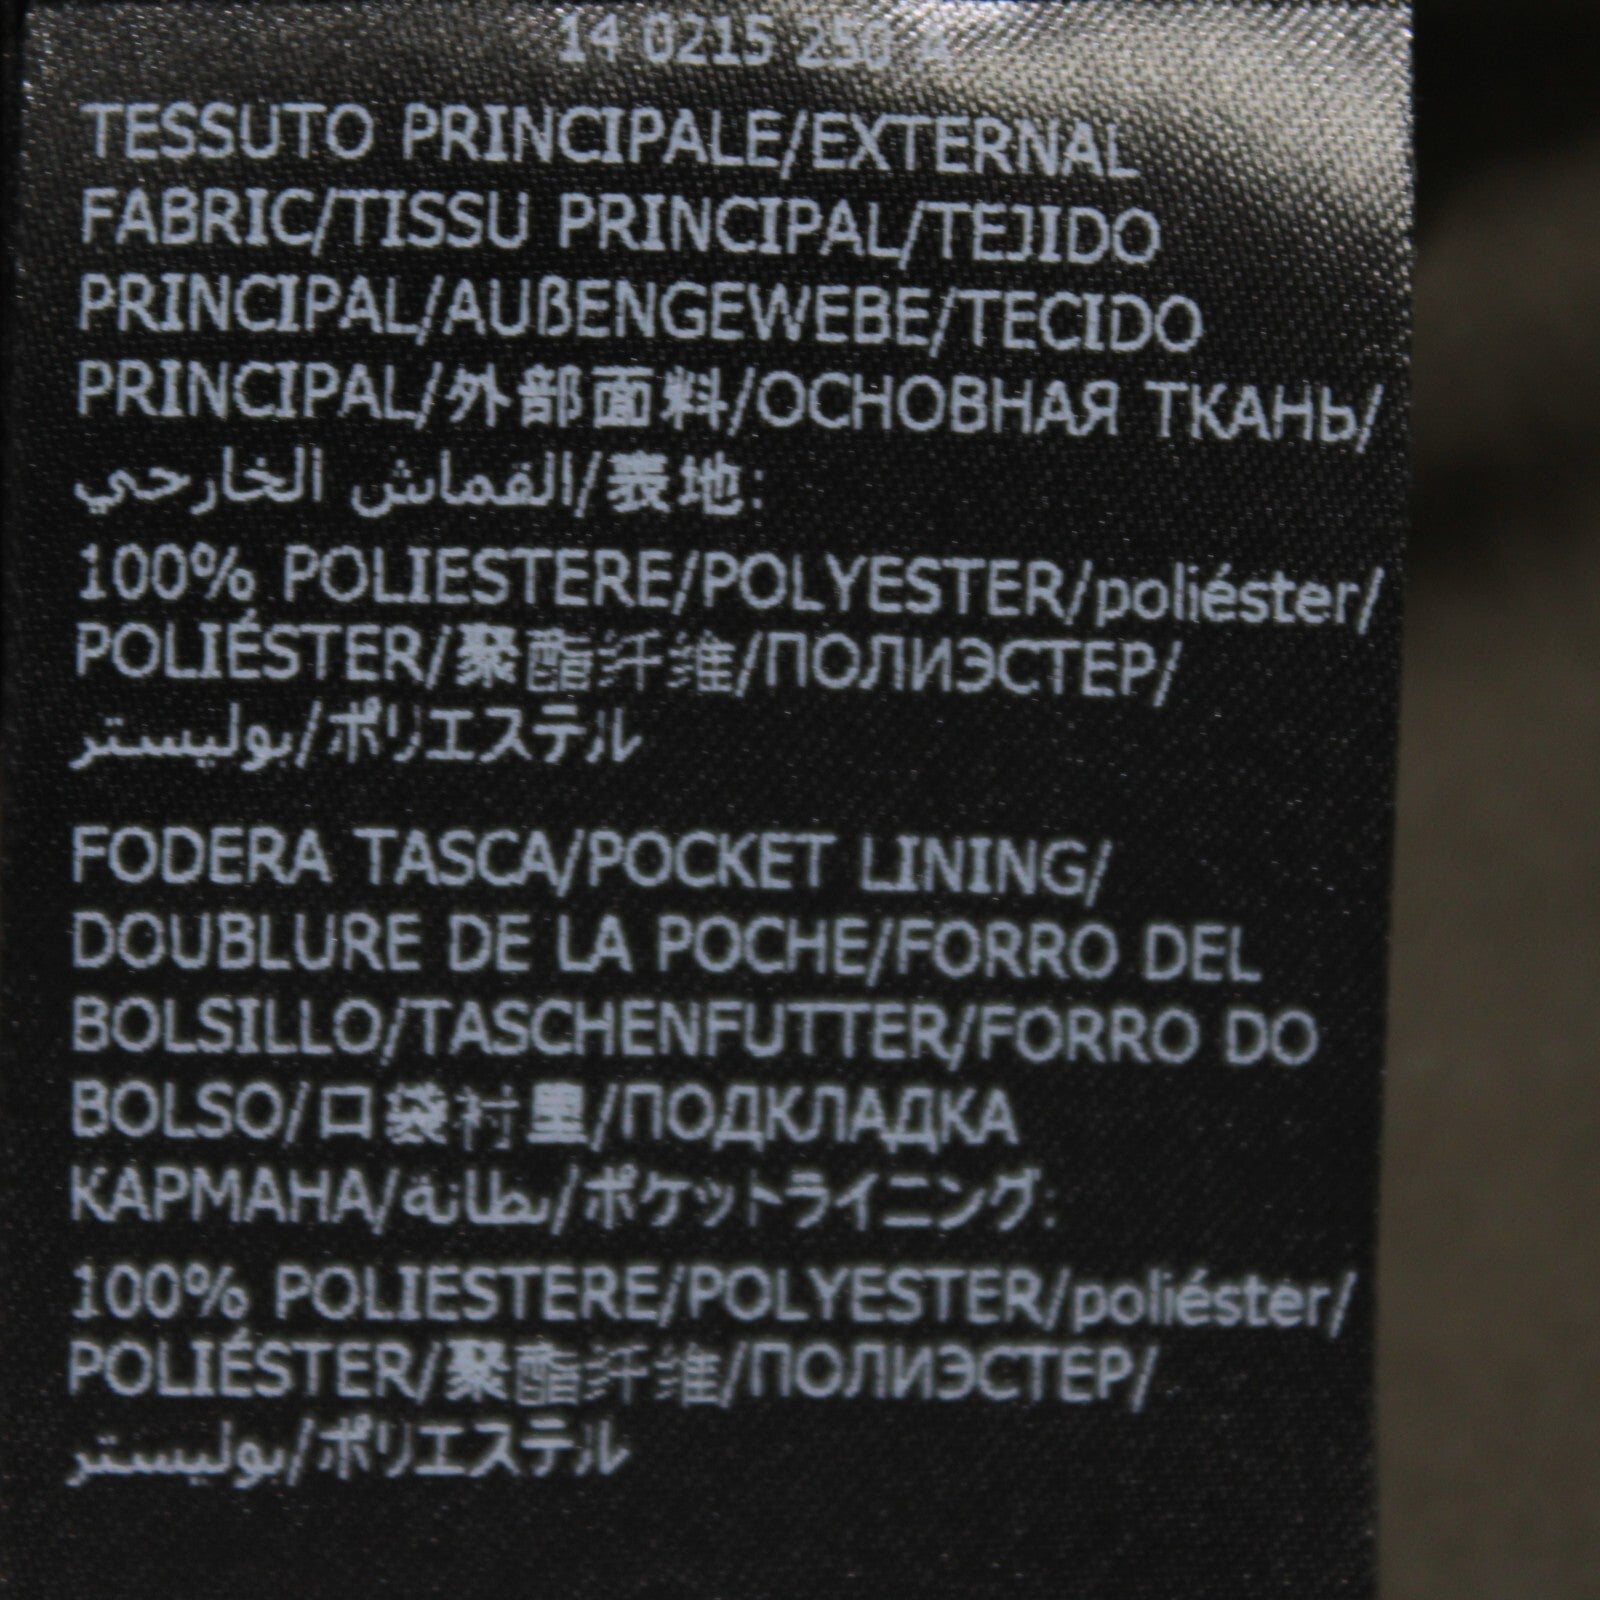 14 0215 250
TESSUTO PRINCIPALE/EXTERNAL
FABRIC/TISSU PRINCIPAL/TEJIDO
PRINCIPAL/AUßENGEWEBE/TECIDO
PRINCIPAL/外部面料/ОСНОВНАЯ ТКАНЬ/
القماش الخارجي/表地:
100% POLIESTERE/POLYESTER/poliéster/
POLIÉSTER/聚酯纤维/ПОЛИЭСТЕР/
بوليستر/ポリエステル
FODERA TASCA/POCKET LINING/
DOUBLURE DE LA POCHE/FORRO DEL
BOLSILLO/TASCHENFUTTER/FORRO DO
BOLSO/口袋衬里/ПОДКЛАДКА
КАРМАНА/بطانة/ポケットライニング:
100% POLIESTERE/POLYESTER/poliéster/
POLIÉSTER/聚酯纤维/ПОЛИЭСТЕР/
بوليستر/ポリエステル